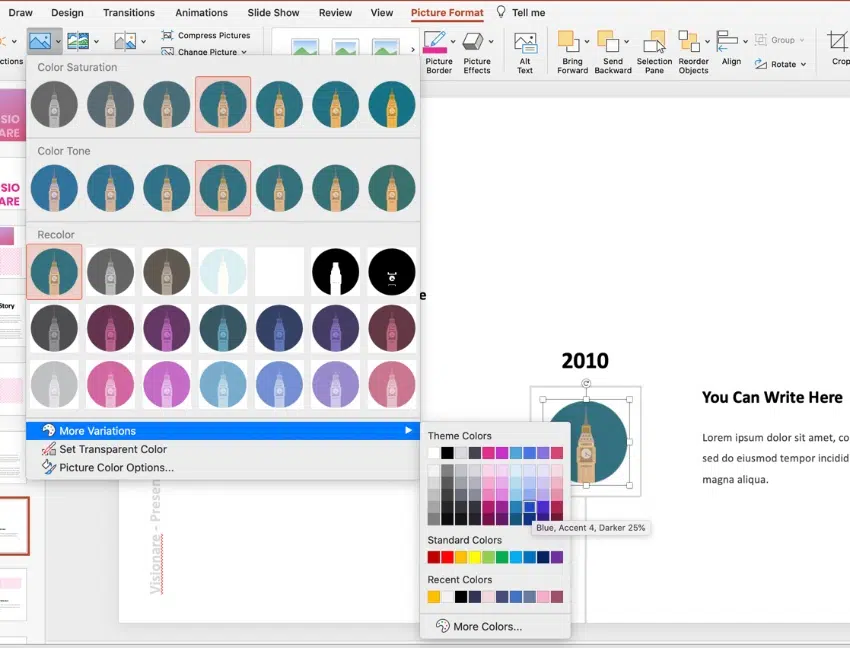 Draw Design Transitions Animations Slide Show Review View Picture Format Tell me
Compress Pictures
Change Picture
ctions
Picture Border
Picture Effects
Alt Text
Bring Forward
Send Backward
Selection Pane
Reorder Objects
Align
Group
Rotate
Crop
Color Saturation
SIO
ARE
Color Tone
SIO
ARE
Recolor
Story
e
2010
You Can Write Here
More Variations
Theme Colors
Set Transparent Color
Lorem ipsum dolor sit amet, co
Picture Color Options...
sed do eiusmod tempor incidid
magna aliqua.
Visionare - Presen
Blue, Accent 4, Darker 25%
Standard Colors
Recent Colors
More Colors...